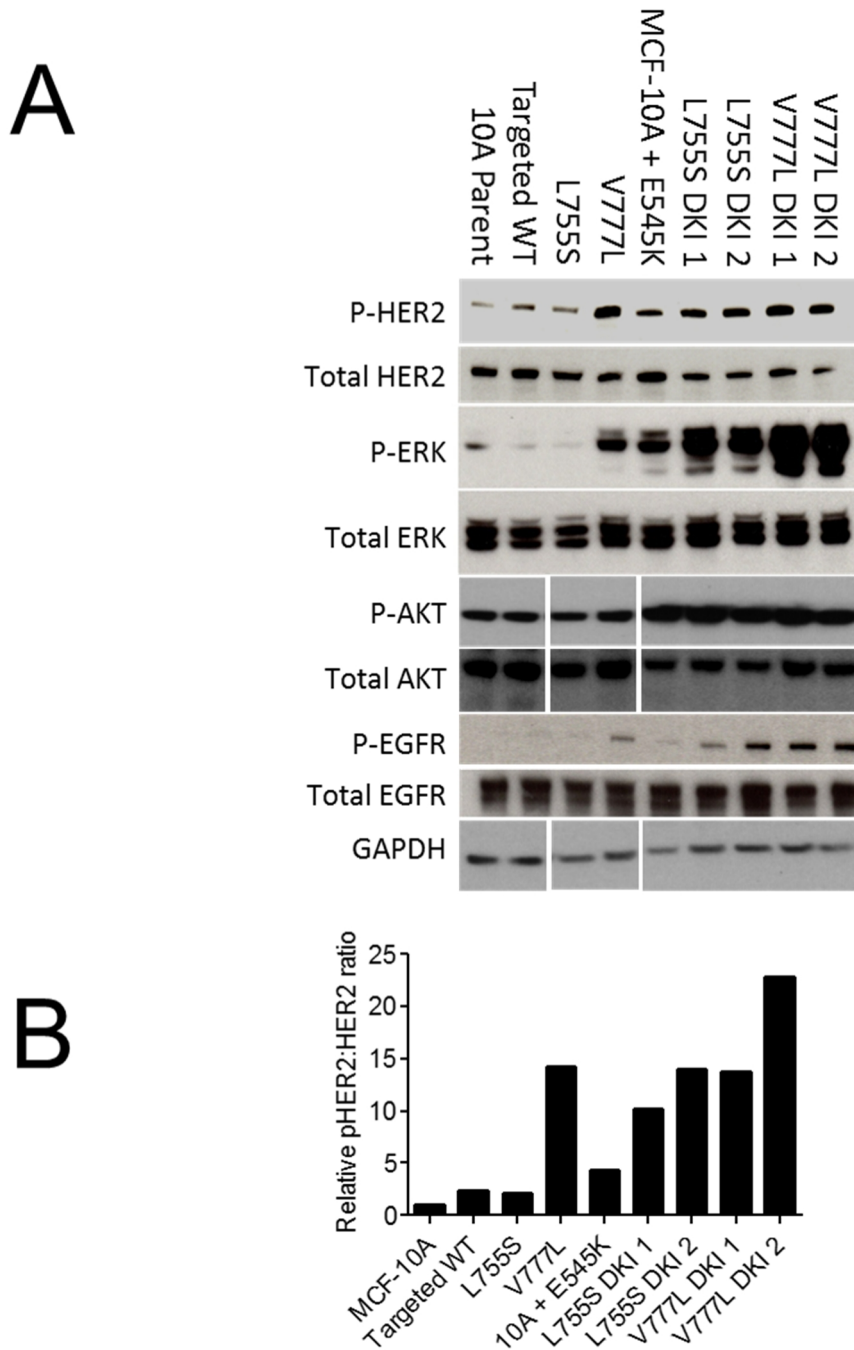 A
10A Parent
Targeted WT
L755S
V777L
MCF-10A + E545K
L755S DKI 1
L755S DKI 2
V777L DKI 1
V777L DKI 2
P-HER2
Total HER2
P-ERK
Total ERK
P-AKT
Total AKT
P-EGFR
Total EGFR
GAPDH
B
Relative pHER2:HER2 ratio
25
20
15
10
5
0
MCF-10A
Targeted WT
L755S
V777L
10A + E545K
L755S DKI 1
L755S DKI 2
V777L DKI 1
V777L DKI 2